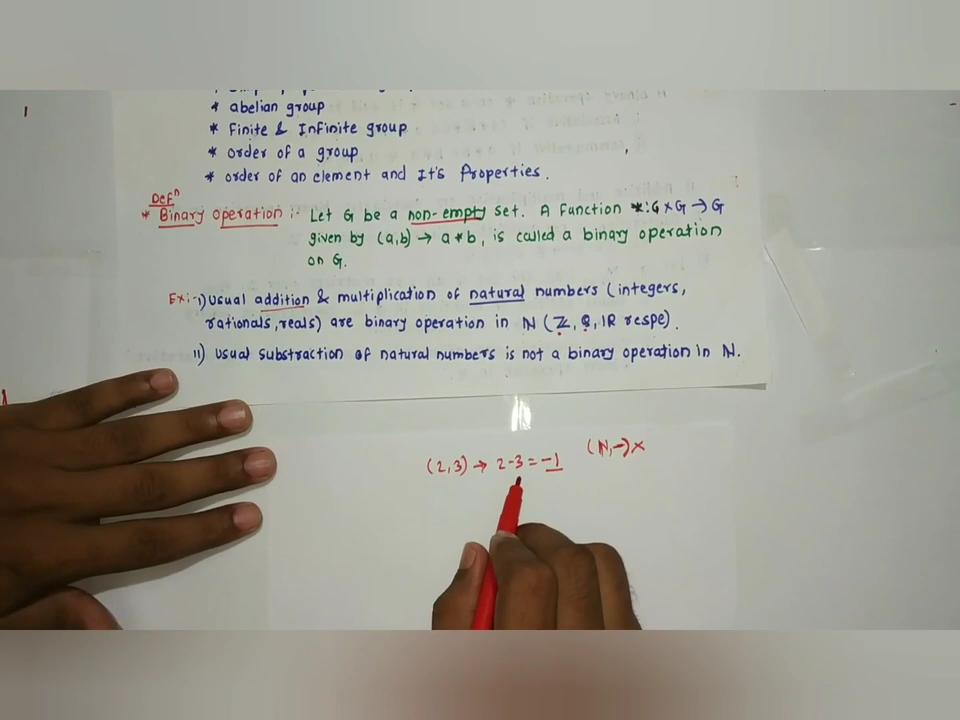 * abelian group
* Finite & Infinite group
* order of a group
* order of an element and It's Properties.
Defⁿ
* Binary operation :- Let G be a non-empty set. A Function *: G x G → G
given by (a,b) → a * b, is called a binary operation
on G.
Ex:- i) Usual addition & multiplication of natural numbers (integers,
rationals, reals) are binary operation in N (Z, Q, IR respe).
ii) Usual substraction of natural numbers is not a binary operation in N.
(2,3) → 2-3 = -1 (N,-) x